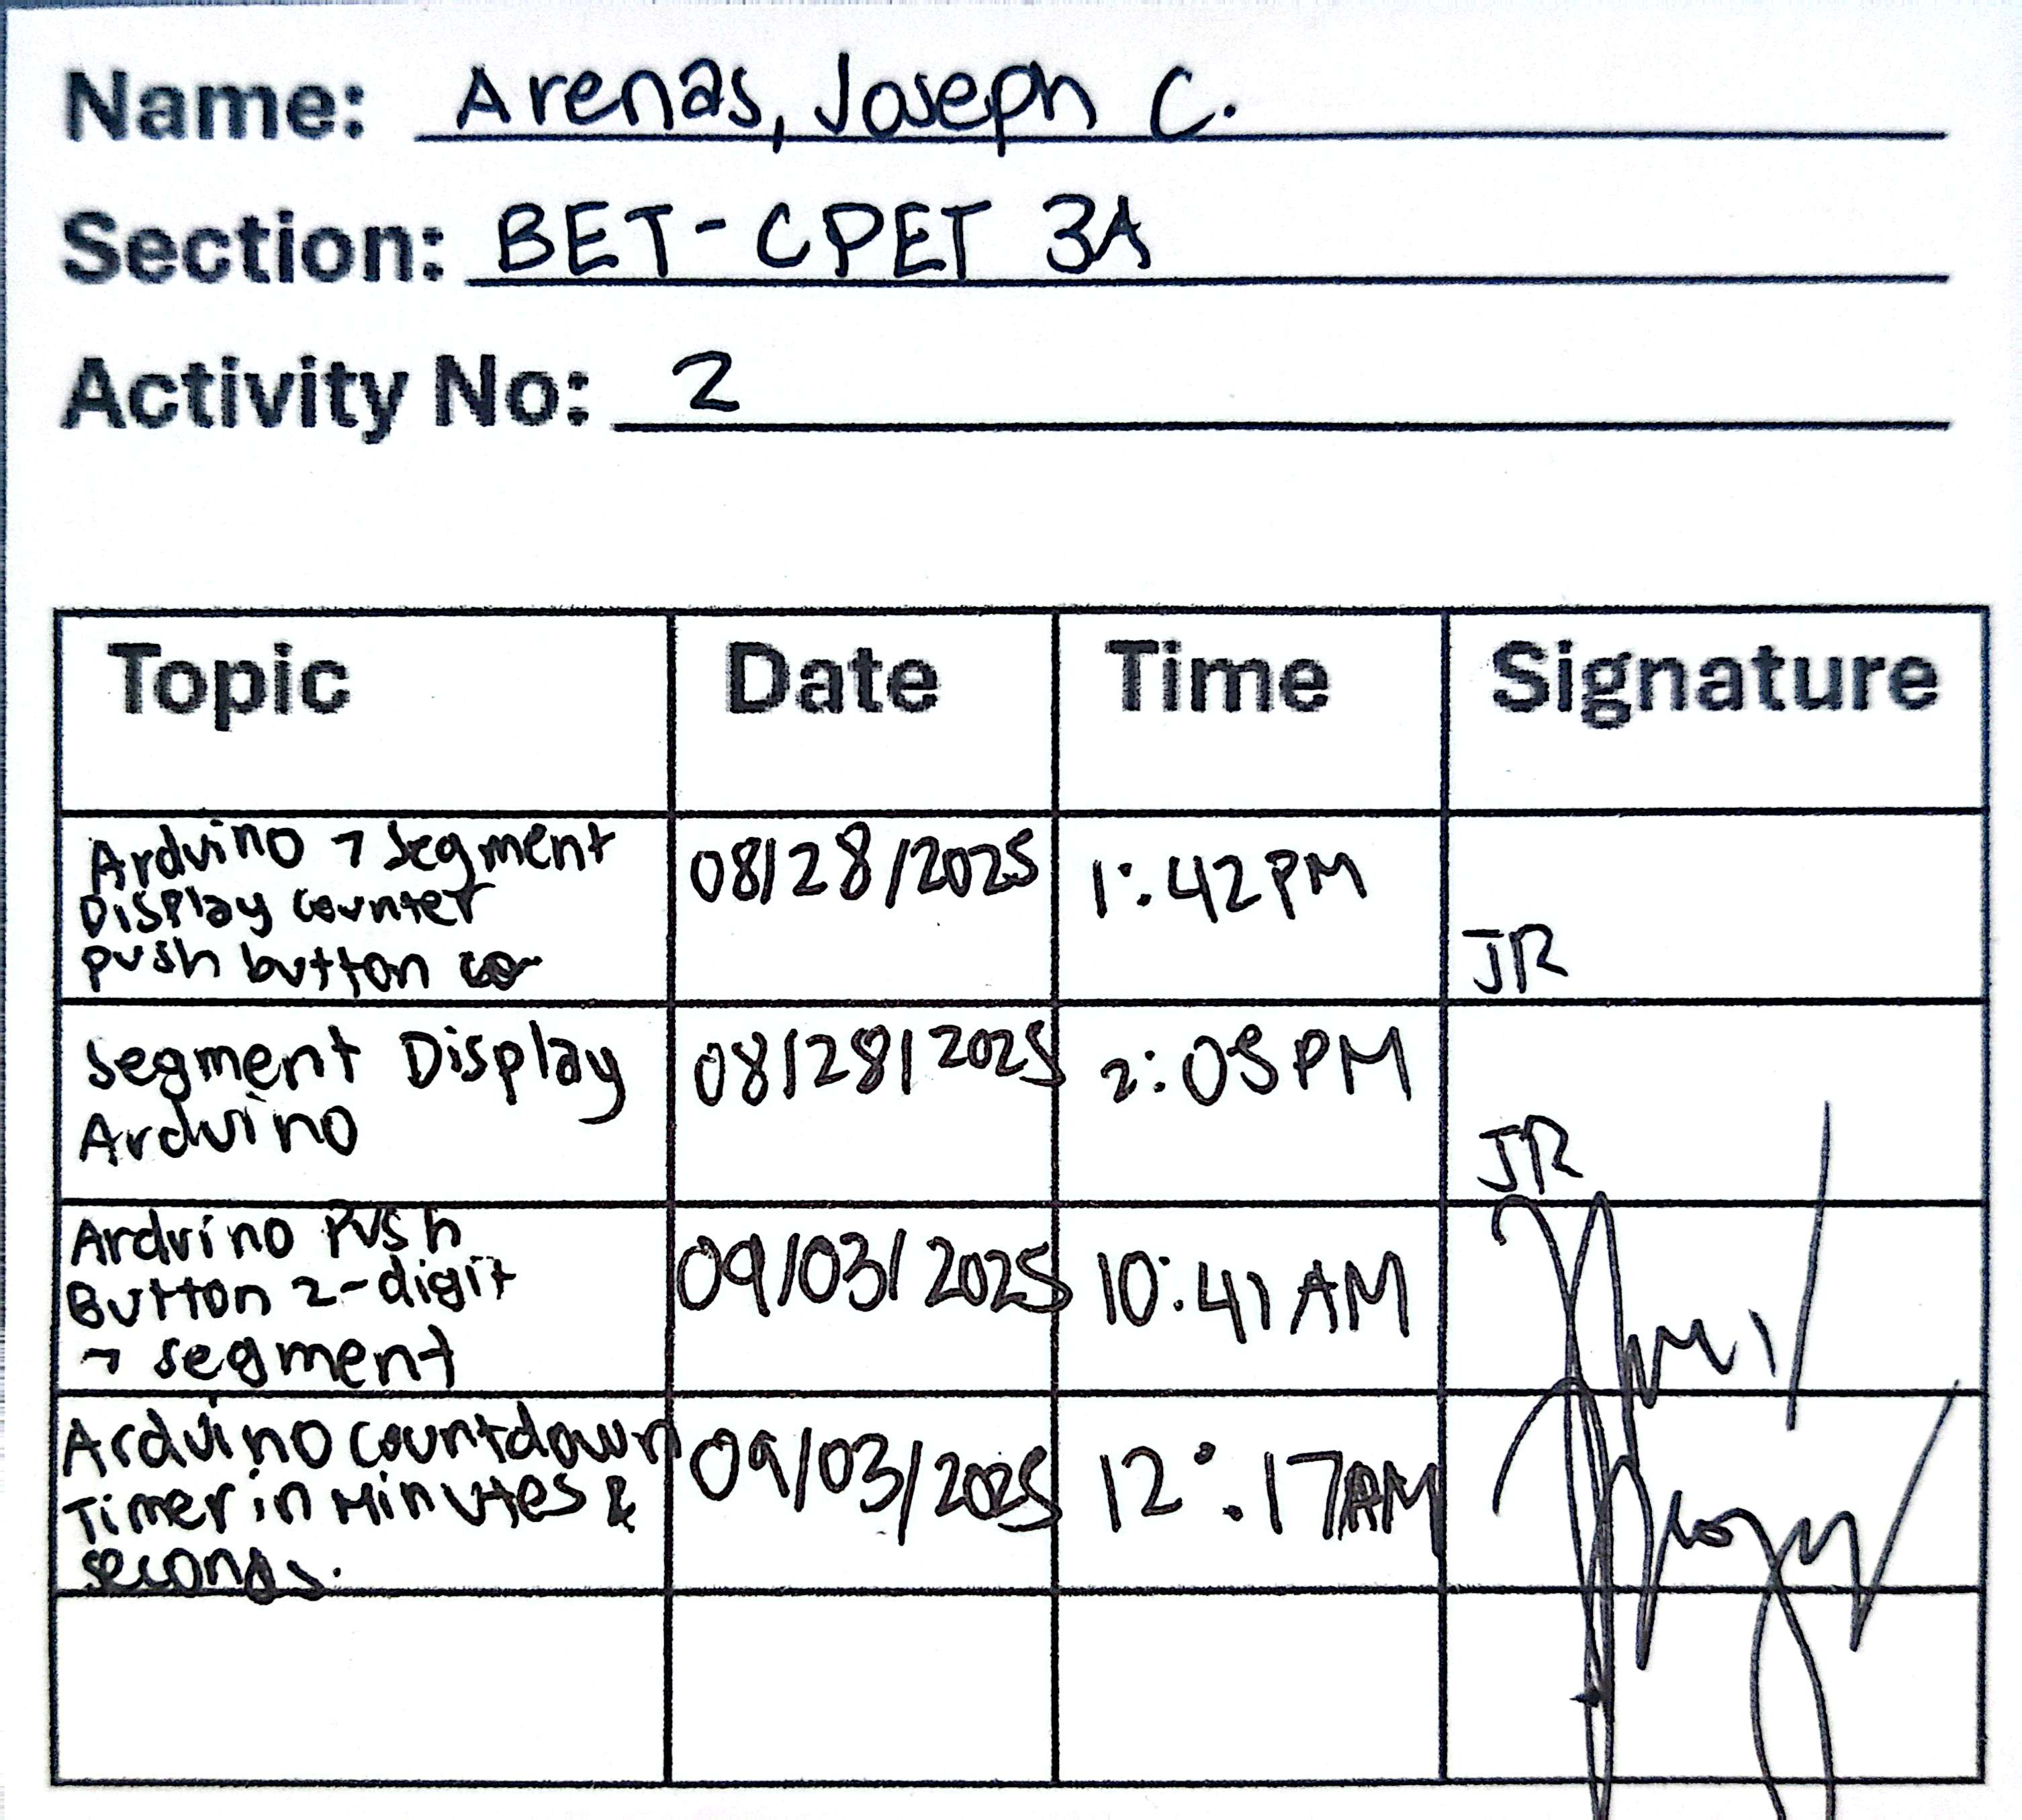 Name: Arenas, Joseph C.
Section: BET-CPET 3A
Activity No: 2
Topic Date Time Signature
Arduino 7 segment
Display counter
push button
08/28/2025 1:42PM JR
Segment Display
Arduino
08/28/2025 2:05PM JR
Arduino Push
Button 2-digit
7 segment
09/03/2025 10:41AM
Arduino countdown
Timer in Minutes &
seconds.
09/03/2025 12:17AM